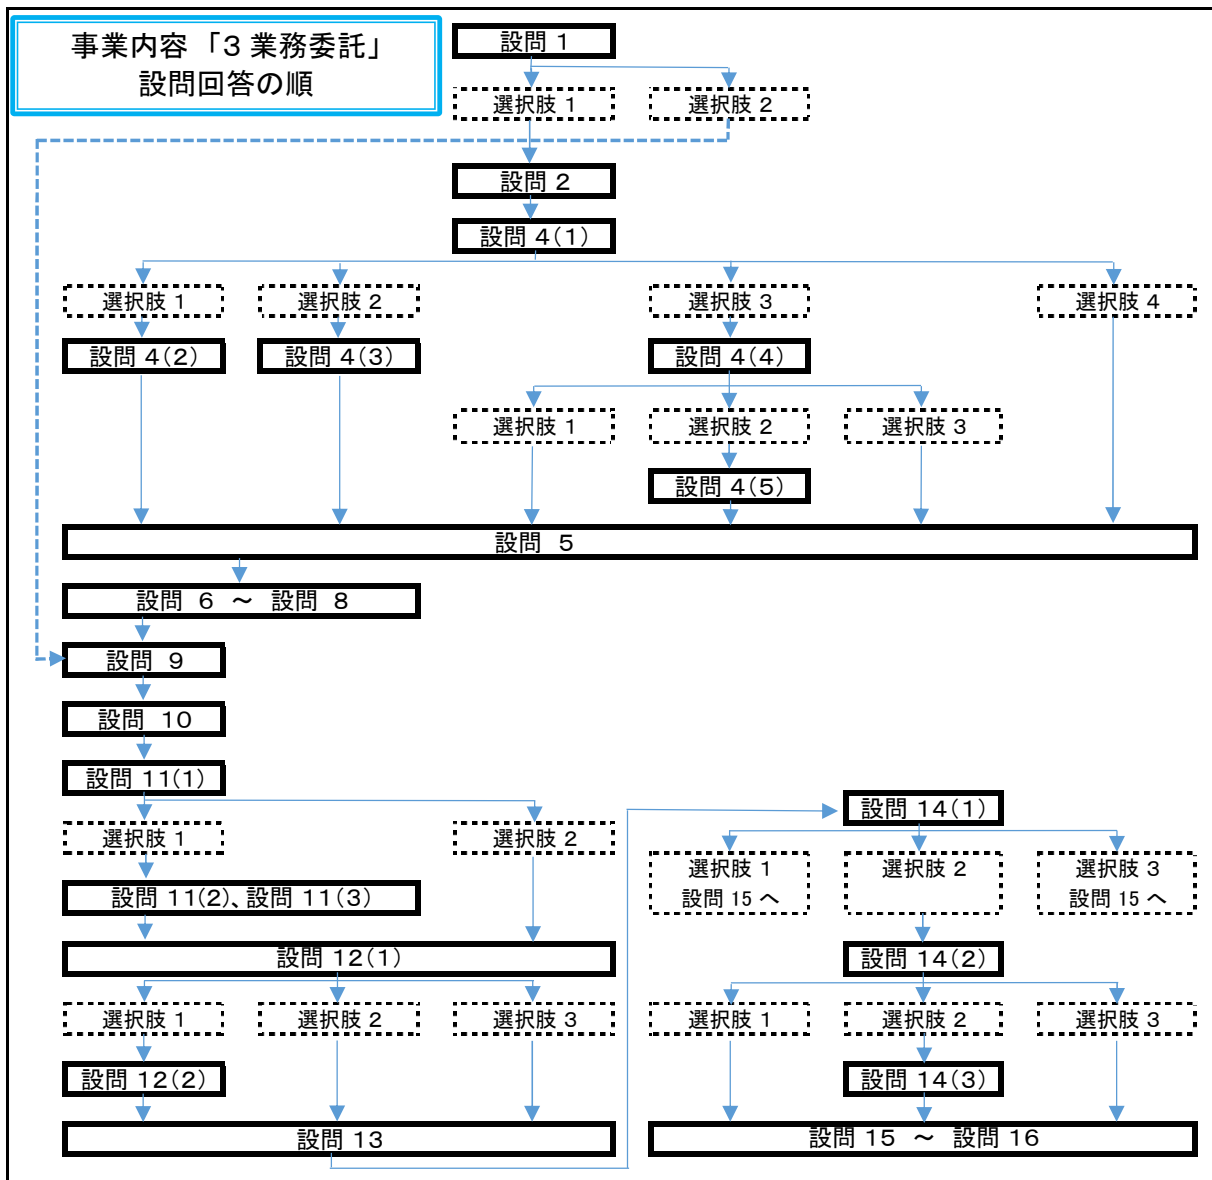 事業内容 「3 業務委託」
設問回答の順
設問 1
選択肢 1
選択肢 2
設問 2
設問 4(1)
選択肢 1
選択肢 2
選択肢 3
選択肢 4
設問 4(2)
設問 4(3)
設問 4(4)
選択肢 1
選択肢 2
選択肢 3
設問 4(5)
設問 5
設問 6 ～ 設問 8
設問 9
設問 10
設問 11(1)
選択肢 1
選択肢 2
設問 11(2)、設問 11(3)
設問 12(1)
選択肢 1
選択肢 2
選択肢 3
設問 12(2)
設問 13
設問 14(1)
選択肢 1
設問 15 へ
選択肢 2
選択肢 3
設問 15 へ
設問 14(2)
選択肢 1
選択肢 2
選択肢 3
設問 14(3)
設問 15 ～ 設問 16